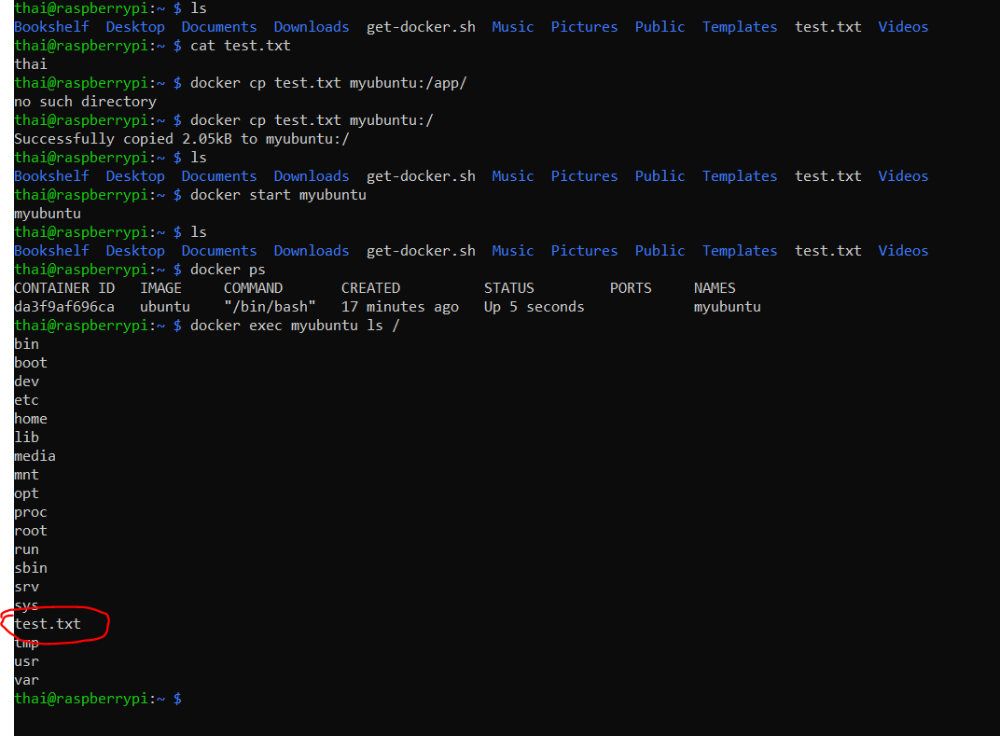 thai@raspberrypi:~ $ ls
Bookshelf  Desktop  Documents  Downloads  get-docker.sh  Music  Pictures  Public  Templates  test.txt  Videos
thai@raspberrypi:~ $ cat test.txt
thai
thai@raspberrypi:~ $ docker cp test.txt myubuntu:/app/
no such directory
thai@raspberrypi:~ $ docker cp test.txt myubuntu:/
Successfully copied 2.05kB to myubuntu:/
thai@raspberrypi:~ $ ls
Bookshelf  Desktop  Documents  Downloads  get-docker.sh  Music  Pictures  Public  Templates  test.txt  Videos
thai@raspberrypi:~ $ docker start myubuntu
myubuntu
thai@raspberrypi:~ $ ls
Bookshelf  Desktop  Documents  Downloads  get-docker.sh  Music  Pictures  Public  Templates  test.txt  Videos
thai@raspberrypi:~ $ docker ps
CONTAINER ID   IMAGE     COMMAND       CREATED          STATUS         PORTS     NAMES
da3f9af696ca   ubuntu    "/bin/bash"   17 minutes ago   Up 5 seconds             myubuntu
thai@raspberrypi:~ $ docker exec myubuntu ls /
bin
boot
dev
etc
home
lib
media
mnt
opt
proc
root
run
sbin
srv
sys
test.txt
tmp
usr
var
thai@raspberrypi:~ $